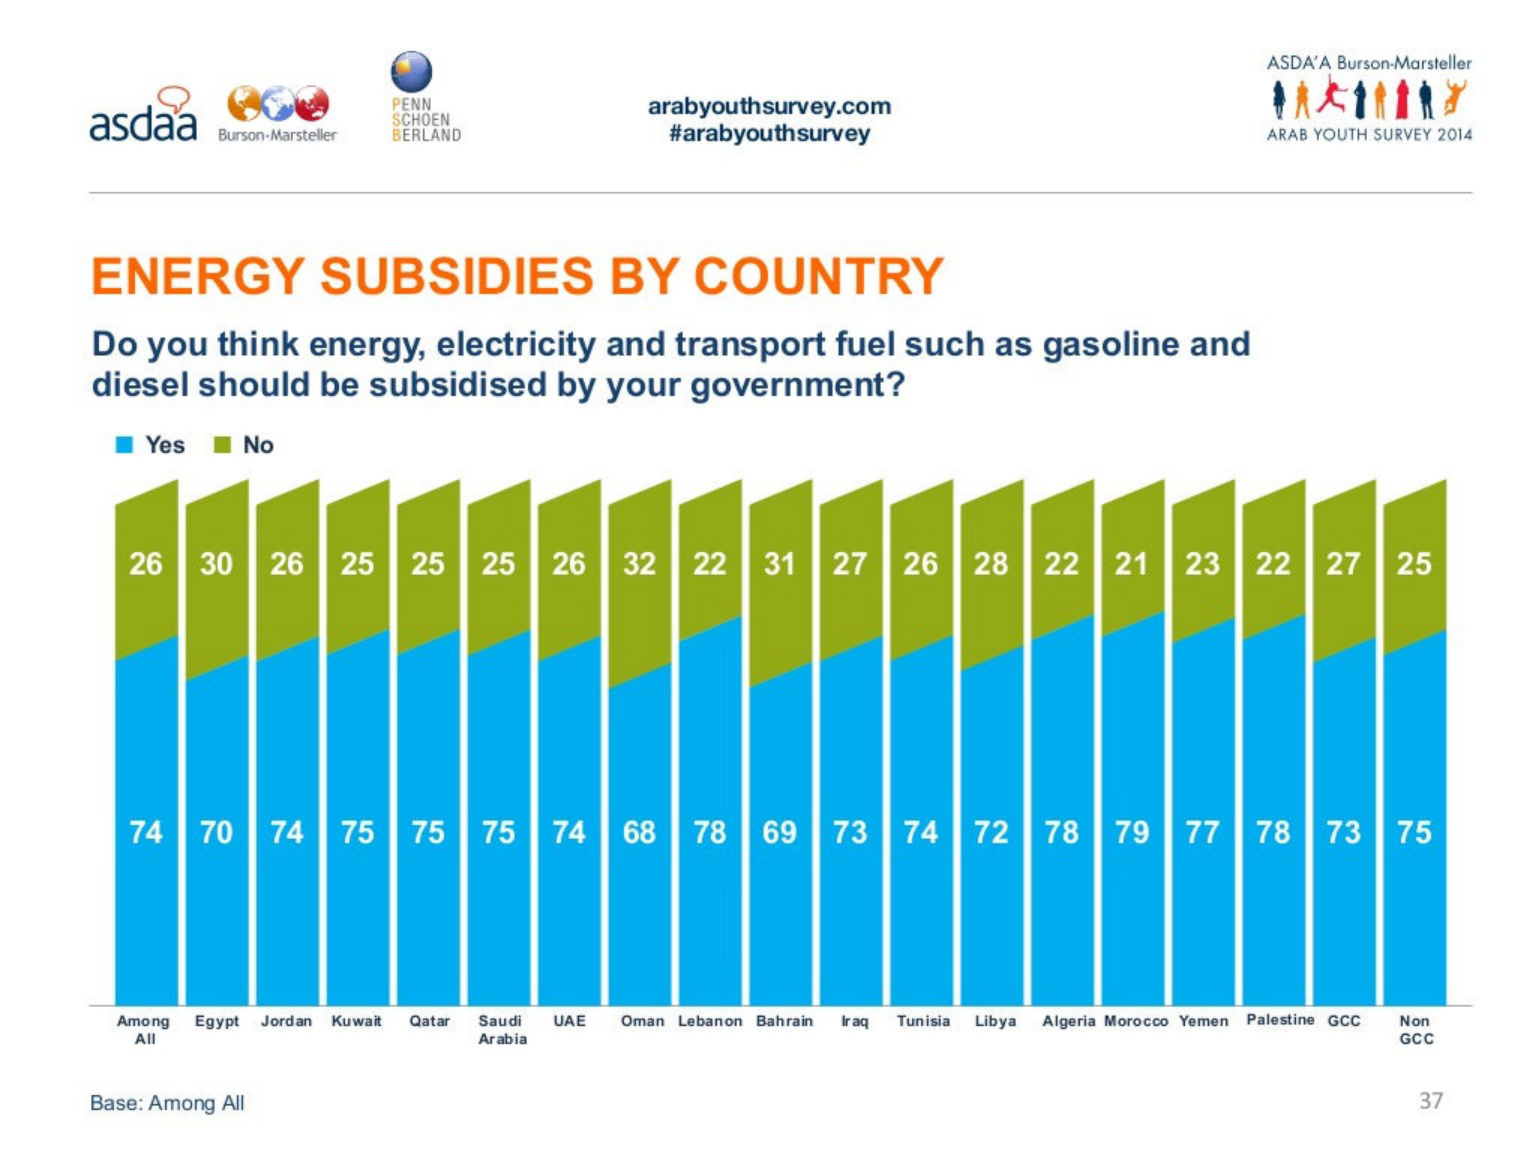 asdaa
Burson-Marsteller
PENN
SCHOEN
BERLAND
arabyouthsurvey.com
#arabyouthsurvey
ASDA'A Burson-Marsteller
ARAB YOUTH SURVEY 2014
ENERGY SUBSIDIES BY COUNTRY
Do you think energy, electricity and transport fuel such as gasoline and
diesel should be subsidised by your government?
Yes No
26 30 26 25 25 25 26 32 22 31 27 26 28 22 21 23 22 27 25
74 70 74 75 75 75 74 68 78 69 73 74 72 78 79 77 78 73 75
Among All Egypt Jordan Kuwait Qatar Saudi Arabia UAE Oman Lebanon Bahrain Iraq Tunisia Libya Algeria Morocco Yemen Palestine GCC Non GCC
Base: Among All
37